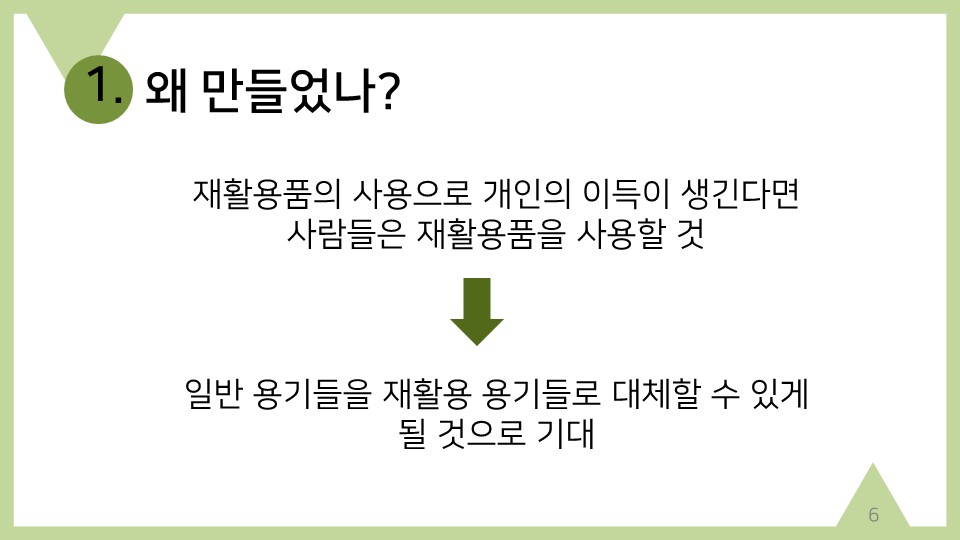 1. 왜 만들었나?
재활용품의 사용으로 개인의 이득이 생긴다면
사람들은 재활용품을 사용할 것
일반 용기들을 재활용 용기들로 대체할 수 있게
될 것으로 기대
6